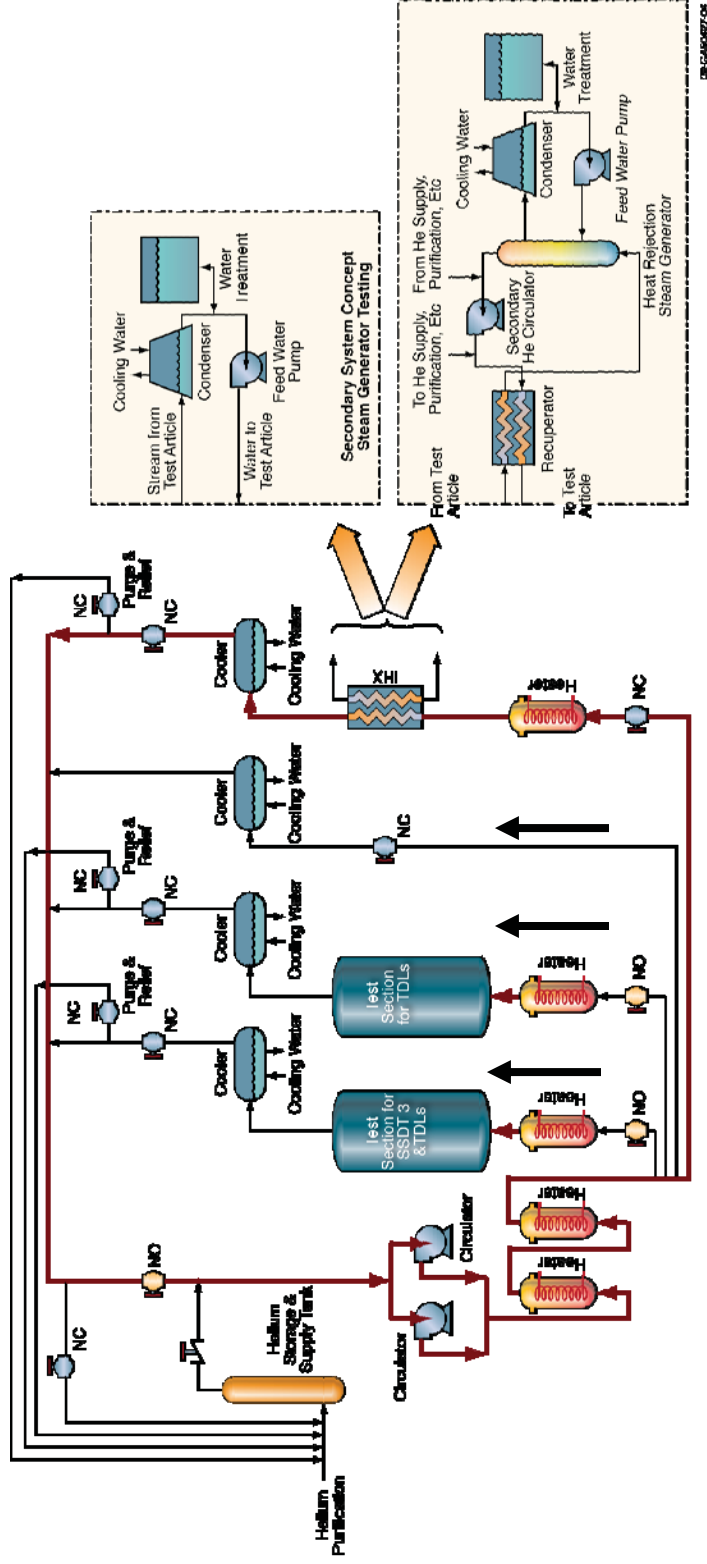 Helium
Purification
NC
Helium
Storage &
Supply Tank
NO
Circulator
Circulator
Heater
Heater
NC
Purge &
Relief
NC
Cooler
Cooling Water
Test
Section for
SSDT 3
&TDLs
Heater
NO
NC
Purge &
Relief
NC
Cooler
Cooling Water
Test
Section
for TDLs
Heater
NO
Cooler
Cooling Water
NC
NC
Purge &
Relief
NC
Cooler
Cooling Water
IHX
Heater
NC
Cooling Water
Condenser
Water
Treatment
Stream from
Test Article
Water to
Test Article
Feed Water
Pump
Secondary System Concept
Steam Generator Testing
From Test
Article
To Test
Article
Recuperator
To He Supply,
Purification, Etc
From He Supply,
Purification, Etc
Secondary
He Circulator
Cooling Water
Condenser
Water
Treatment
Feed Water Pump
Heat Rejection
Steam Generator